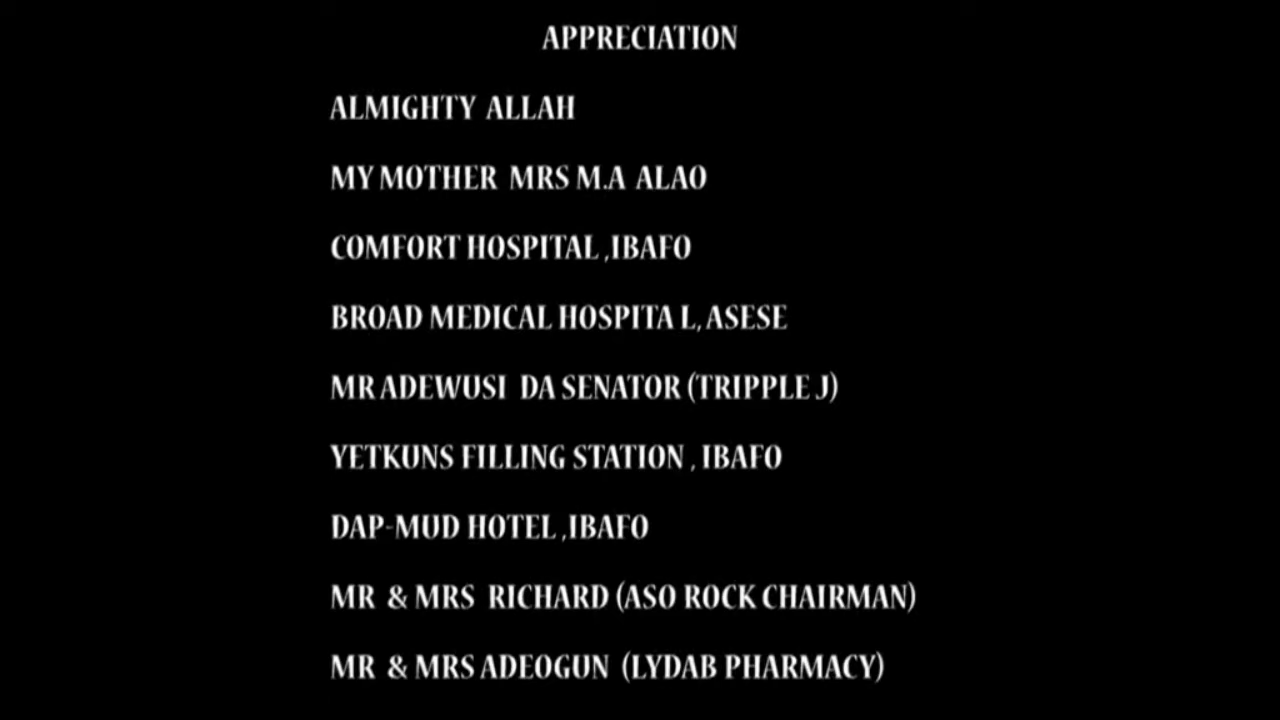 APPRECIATION
ALMIGHTY ALLAH
MY MOTHER MRS M.A ALAO
COMFORT HOSPITAL ,IBAFO
BROAD MEDICAL HOSPITA L, ASESE
MR ADEWUSI DA SENATOR (TRIPPLE J)
YETKUNS FILLING STATION , IBAFO
DAP-MUD HOTEL ,IBAFO
MR & MRS RICHARD (ASO ROCK CHAIRMAN)
MR & MRS ADEOGUN (LYDAB PHARMACY)